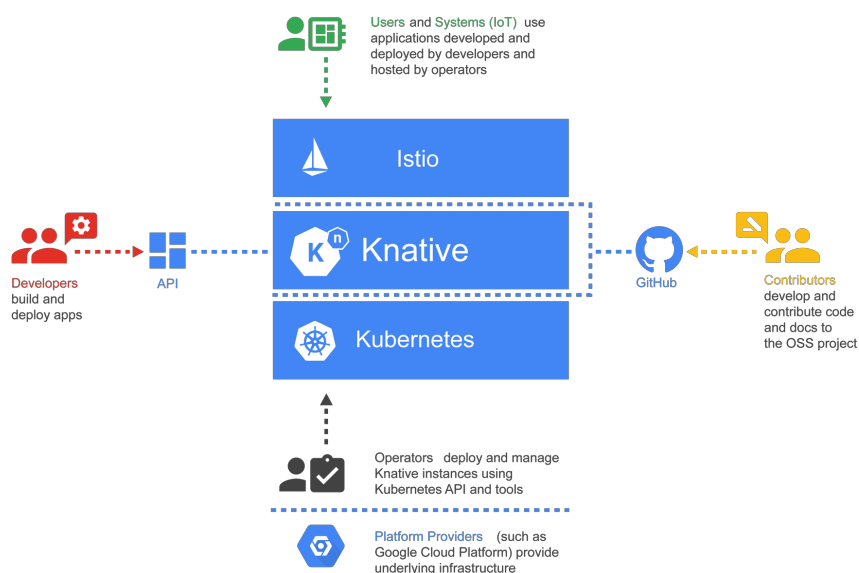 Users and Systems (IoT) use
applications developed and
deployed by developers and
hosted by operators
Istio
K
n
Knative
Developers
build and
deploy apps
API
GitHub
Contributors
develop and
contribute code
and docs to
the OSS project
Kubernetes
Operators deploy and manage
Knative instances using
Kubernetes API and tools
Platform Providers (such as
Google Cloud Platform) provide
underlying infrastructure